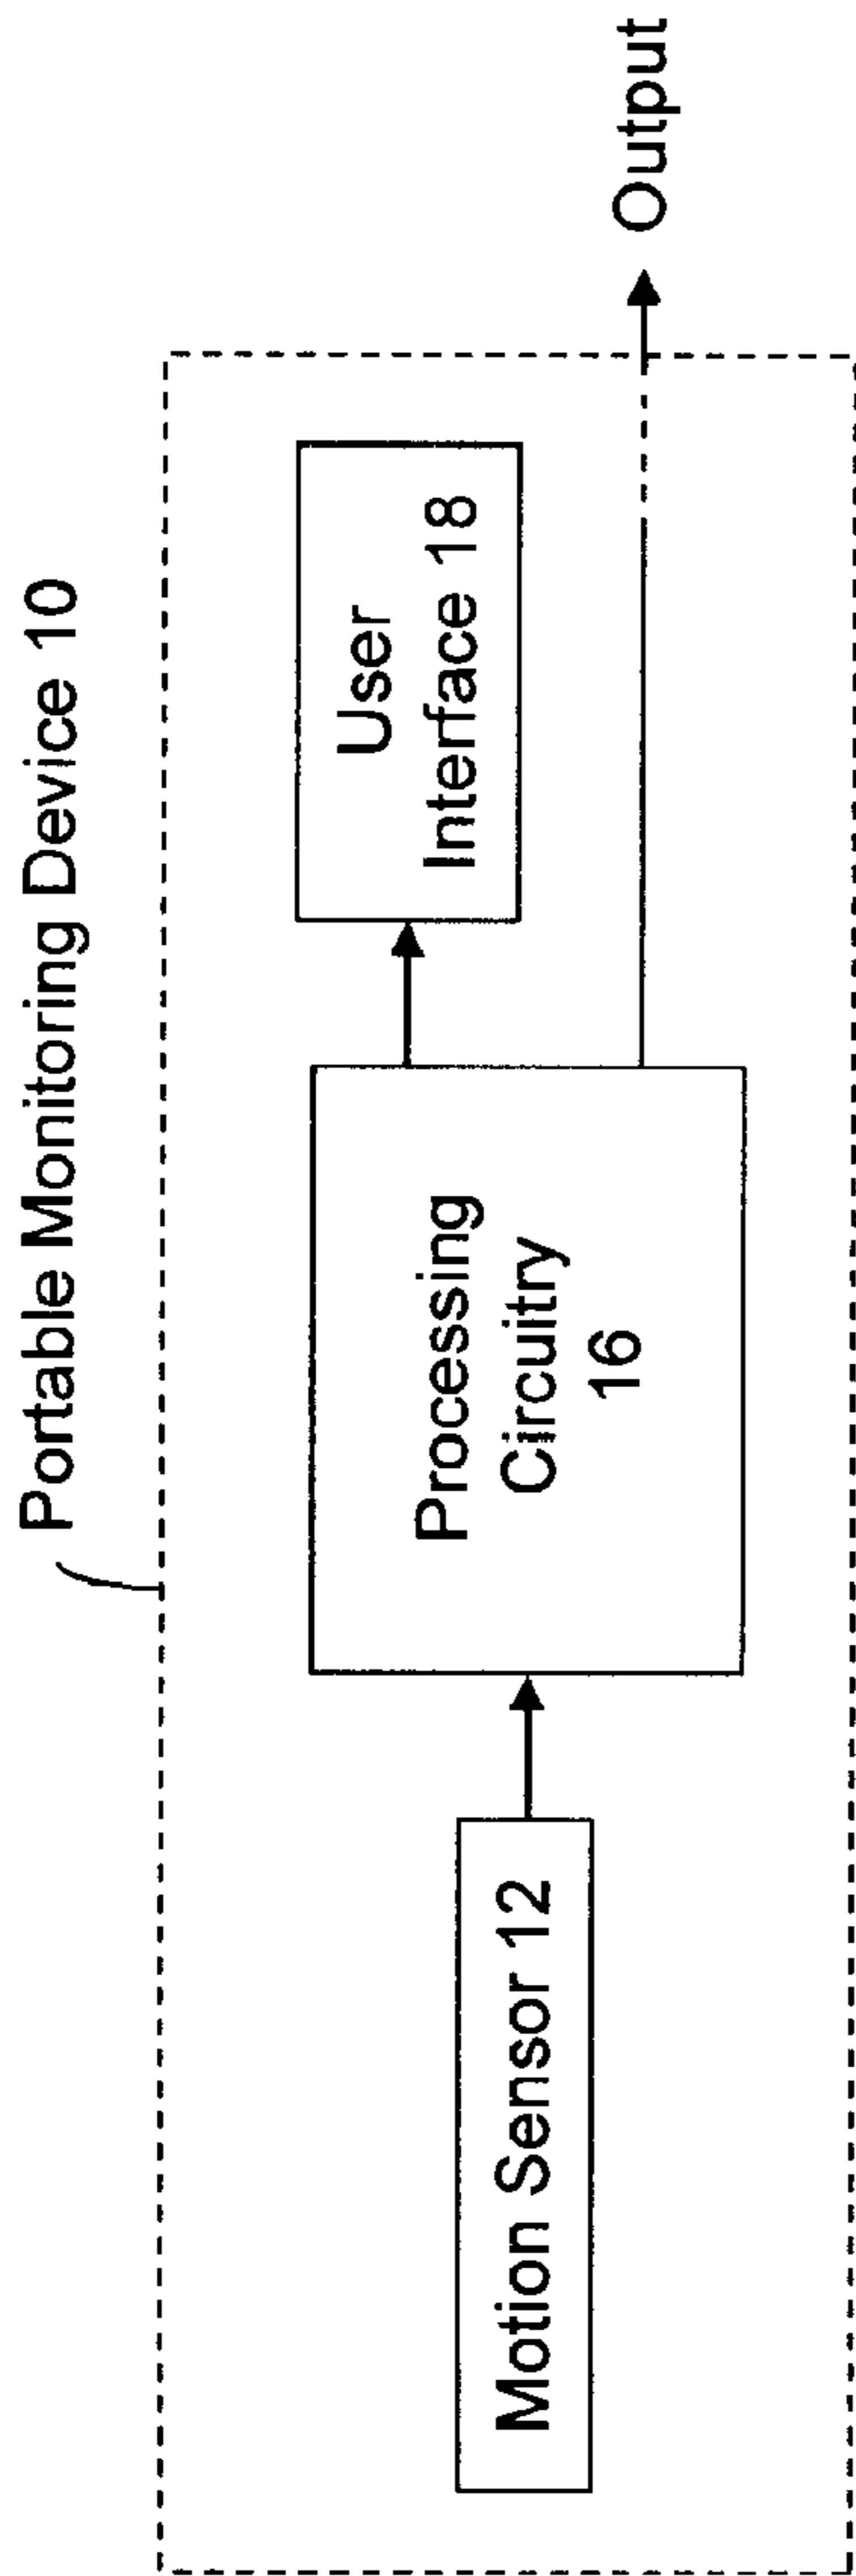 Portable Monitoring Device 10
Motion Sensor 12
Processing
Circuitry
16
User
Interface 18
Output